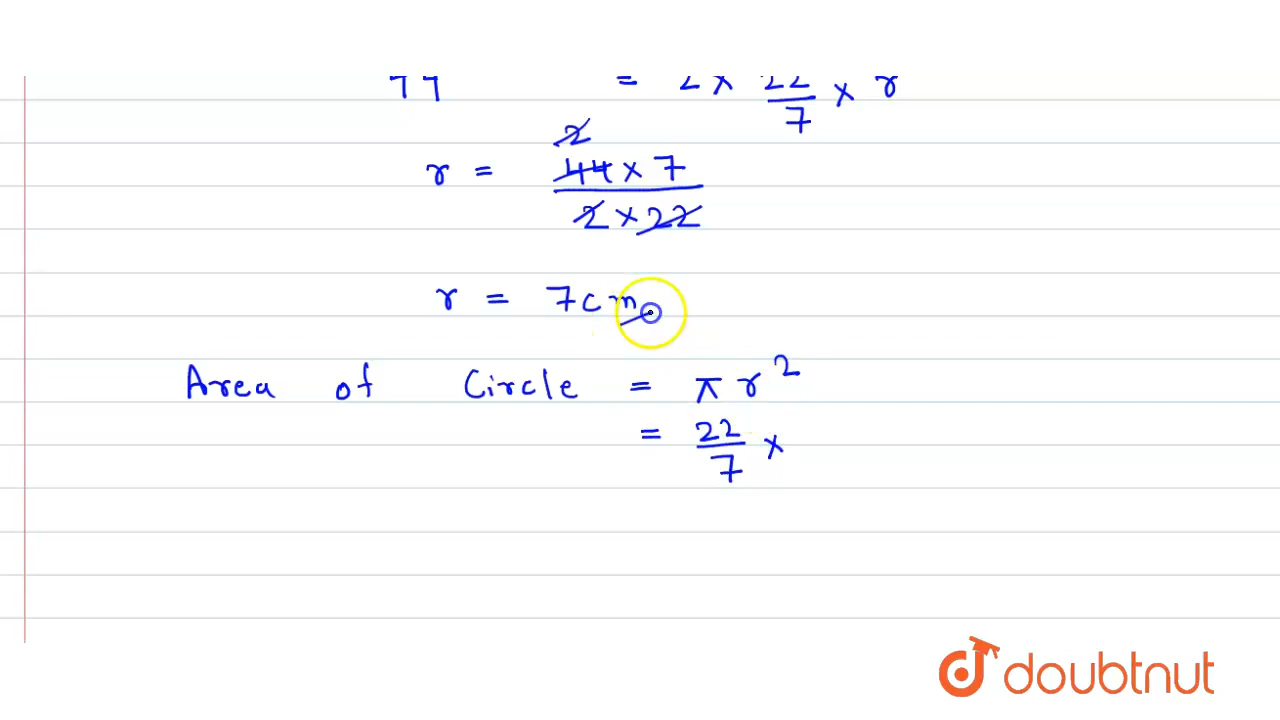 = 2 × 22/7 × r
2
r = 44 × 7 / 2 × 22
r = 7cm
Area of Circle = π r²
= 22/7 ×
doubtnut